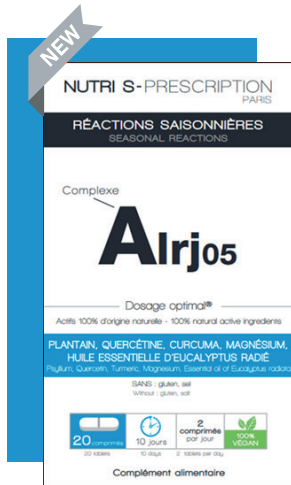 NEW
NUTRI S-PRESCRIPTION
PARIS
RÉACTIONS SAISONNIÈRES
SEASONAL REACTIONS
Complexe
Alrj05
Dosage optimal®
Actifs 100% d'origine naturelle - 100% natural active ingredients
PLANTAIN, QUERCÉTINE, CURCUMA, MAGNÉSIUM,
HUILE ESSENTIELLE D'EUCALYPTUS RADIÉ
Psyllium, Quercetin, Turmeric, Magnesium, Essential oil of Eucalyptus radiata
SANS : gluten, sel
Without : gluten, salt
20 comprimés
10 jours
2
comprimés
par jour
100%
VÉGAN
20 tablets
10 days
2 tablets per day
Complément alimentaire